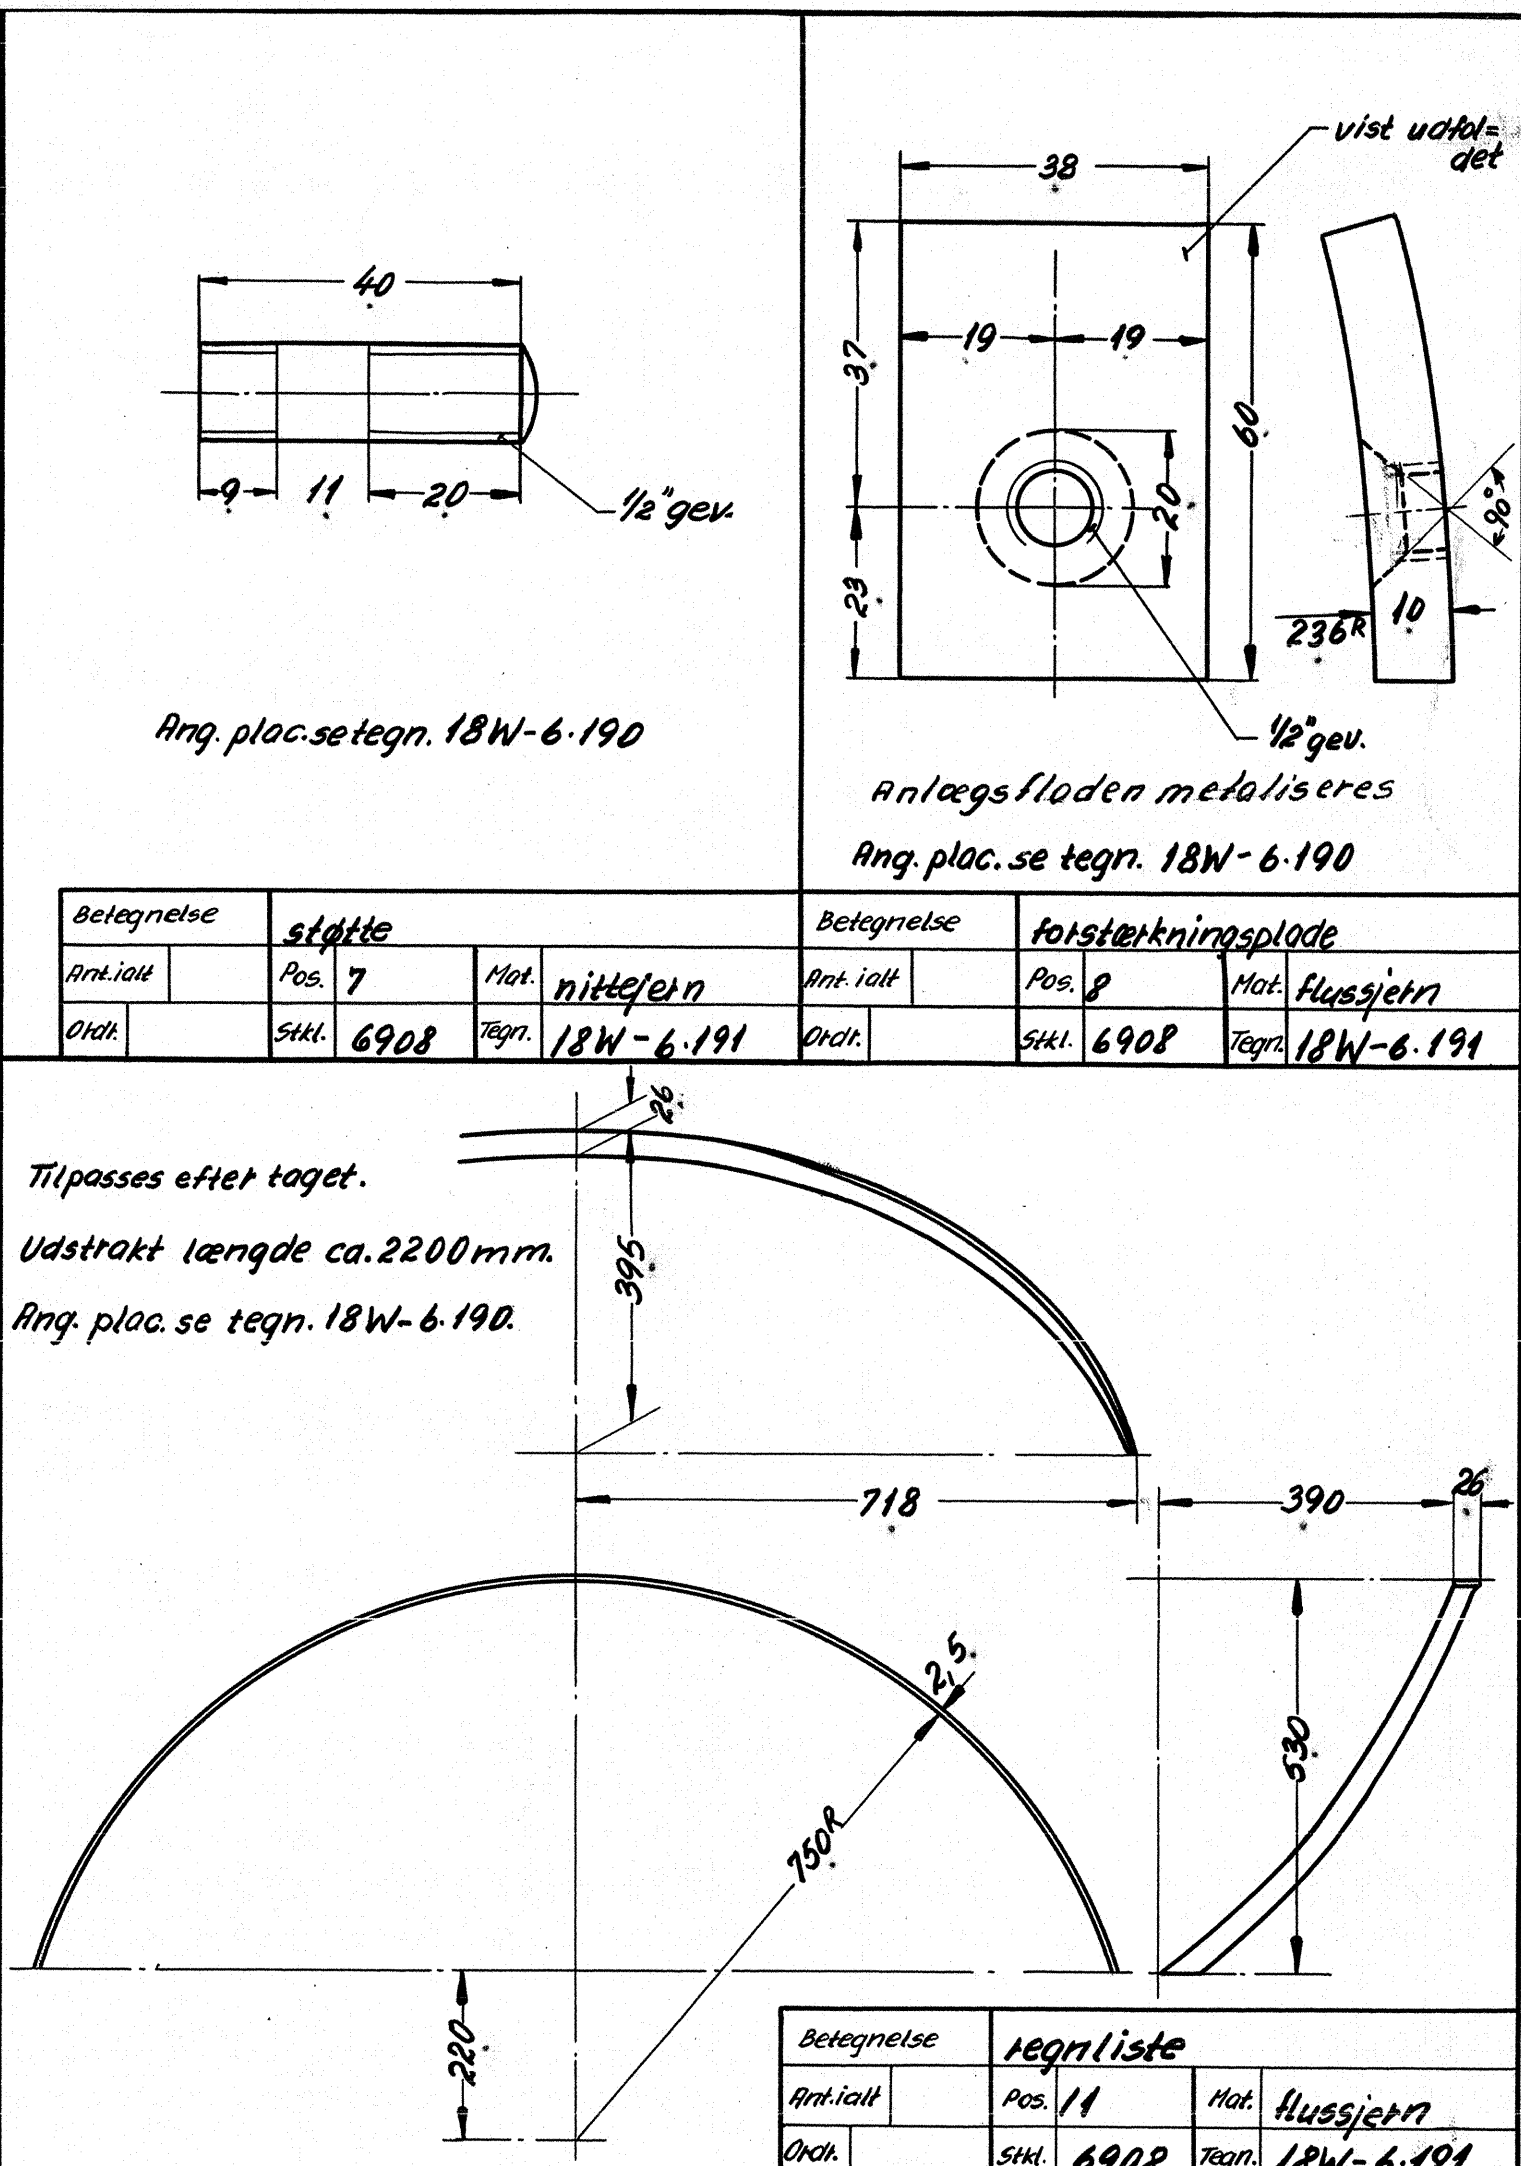 40
9 11 20
1/2" gev.
Ang. plac. se tegn. 18W-6.190
vist udfol=
det
38
37
19 19
60
20
23
90°
236R
10
1/2" gev.
Anlægsfladen metaliseres
Ang. plac. se tegn. 18W-6.190
Betegnelse støtte
Ant. ialt Pos. 7 Mat. nittejern
Ordr. Stkl. 6908 Tegn. 18W-6.191
Betegnelse forstærkningsplade
Ant. ialt Pos. 8 Mat. flussjern
Ordr. Stkl. 6908 Tegn. 18W-6.191
26
Tilpasses efter taget.
Udstrakt længde ca. 2200 mm.
Ang. plac. se tegn. 18W-6.190.
395
718
390
26
2,5
530
750R
220
Betegnelse regnliste
Ant. ialt Pos. 11 Mat. flussjern
Ordr. Stkl. 6908 Tegn. 18W-6.191